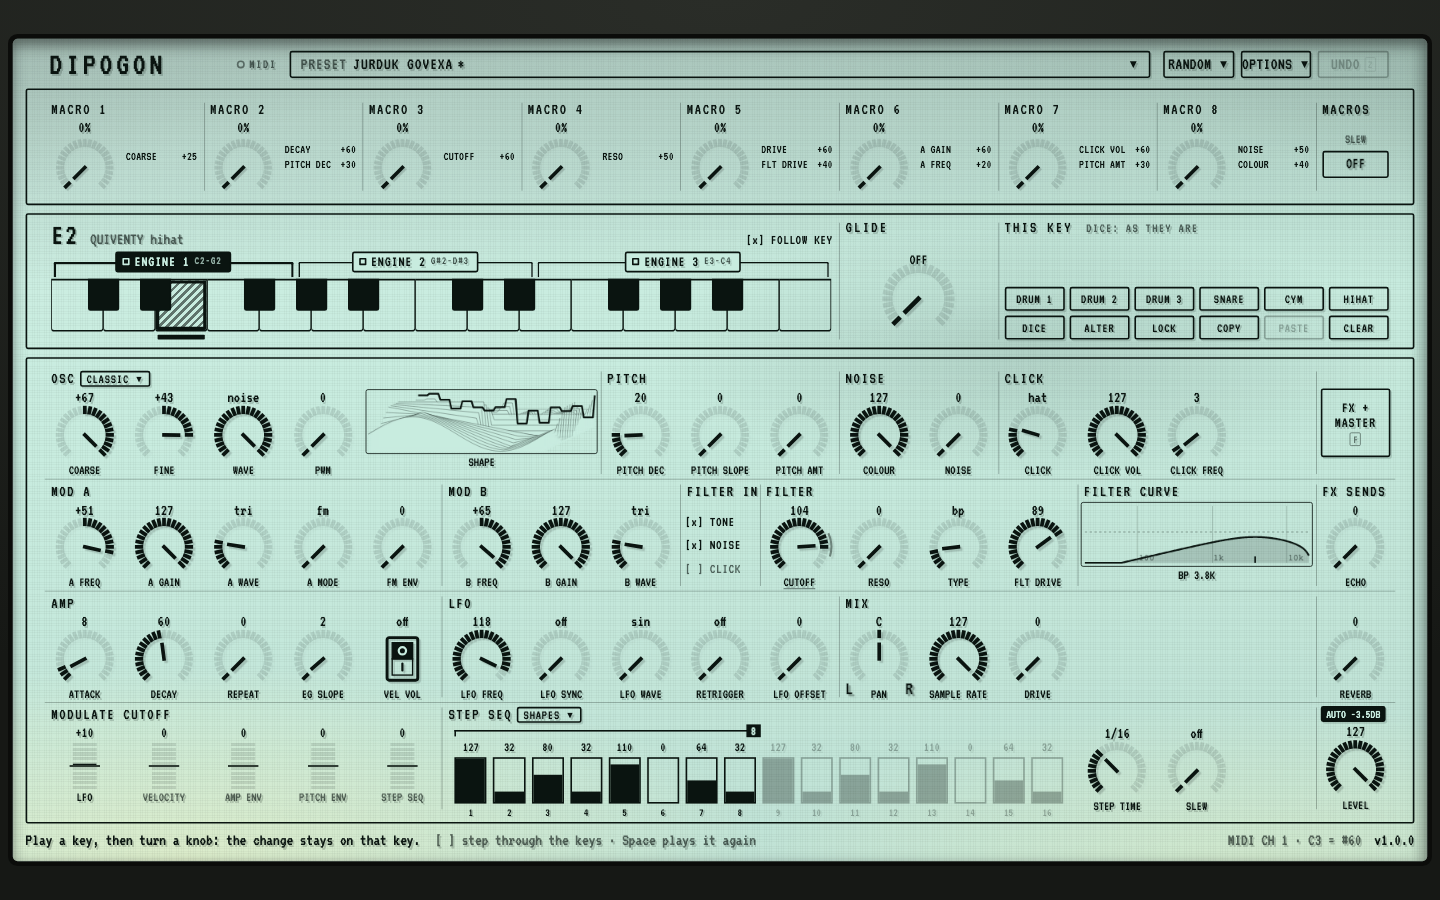 DIPOGON
MIDI
PRESET JURDUK GOVEXA * ▼
RANDOM ▼
OPTIONS ▼
UNDO Z
MACRO 1 MACRO 2 MACRO 3 MACRO 4 MACRO 5 MACRO 6 MACRO 7 MACRO 8 MACROS
0% 0% 0% 0% 0% 0% 0% 0%
SLEW
DECAY +60 DRIVE +60 A GAIN +60 CLICK VOL +60 NOISE +50
COARSE +25 CUTOFF +60 RESO +50
PITCH DEC +30 FLT DRIVE +40 A FREQ +20 PITCH AMT +30 COLOUR +40
OFF
E2 QUIVENTY hihat
[x] FOLLOW KEY
ENGINE 1 C2-G2
ENGINE 2 G#2-D#3
ENGINE 3 E3-C4
GLIDE
OFF
THIS KEY DICE: AS THEY ARE
DRUM 1 DRUM 2 DRUM 3 SNARE CYM HIHAT
DICE ALTER LOCK COPY PASTE CLEAR
OSC CLASSIC ▼ PITCH NOISE CLICK
+67 +43 noise 0 20 0 0 127 0 hat 127 3
FX +
MASTER
F
SHAPE
COARSE FINE WAVE PWM PITCH DEC PITCH SLOPE PITCH AMT COLOUR NOISE CLICK CLICK VOL CLICK FREQ
MOD A MOD B FILTER IN FILTER FILTER CURVE FX SENDS
+51 127 tri fm 0 +65 127 tri 104 0 bp 89 0
[x] TONE
[x] NOISE
[ ] CLICK
100 1k 10k
BP 3.8K
A FREQ A GAIN A WAVE A MODE FM ENV B FREQ B GAIN B WAVE CUTOFF RESO TYPE FLT DRIVE ECHO
AMP LFO MIX
8 60 0 2 off 118 off sin off 0 C 127 0 0
L R
ATTACK DECAY REPEAT EG SLOPE VEL VOL LFO FREQ LFO SYNC LFO WAVE RETRIGGER LFO OFFSET PAN SAMPLE RATE DRIVE REVERB
MODULATE CUTOFF STEP SEQ SHAPES ▼ AUTO -3.5DB
8
+10 0 0 0 0 1/16 off 127
127 32 80 32 110 0 64 32 127 32 80 32 110 0 64 32
LFO VELOCITY AMP ENV PITCH ENV STEP SEQ
STEP TIME SLEW LEVEL
1 2 3 4 5 6 7 8 9 10 11 12 13 14 15 16
Play a key, then turn a knob: the change stays on that key. [ ] step through the keys · Space plays it again MIDI CH 1 · C3 = #60 v1.0.0